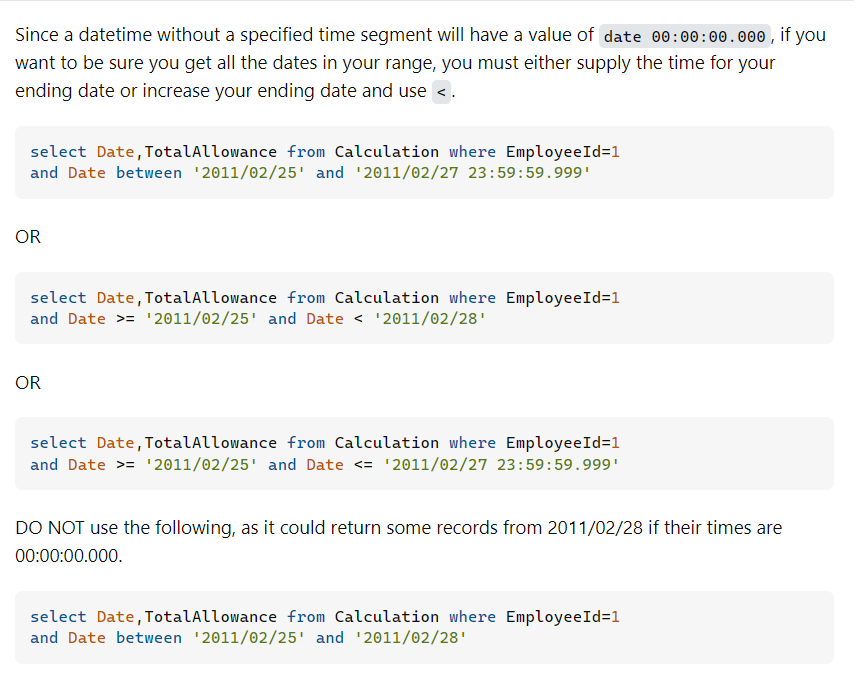 Since a datetime without a specified time segment will have a value of date 00:00:00.000, if you
want to be sure you get all the dates in your range, you must either supply the time for your
ending date or increase your ending date and use <.
select Date,TotalAllowance from Calculation where EmployeeId=1
and Date between '2011/02/25' and '2011/02/27 23:59:59.999'
OR
select Date,TotalAllowance from Calculation where EmployeeId=1
and Date >= '2011/02/25' and Date < '2011/02/28'
OR
select Date,TotalAllowance from Calculation where EmployeeId=1
and Date >= '2011/02/25' and Date <= '2011/02/27 23:59:59.999'
DO NOT use the following, as it could return some records from 2011/02/28 if their times are
00:00:00.000.
select Date,TotalAllowance from Calculation where EmployeeId=1
and Date between '2011/02/25' and '2011/02/28'